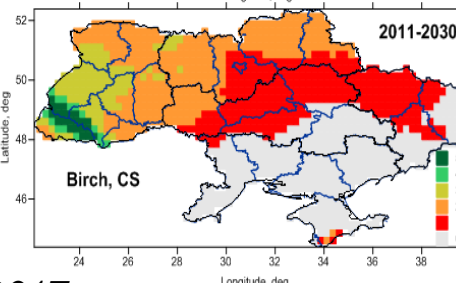 52
2011-2030
50
48
46
Latitude, deg
Birch, CS
24 26 28 30 32 34 36 38
Longitude, deg